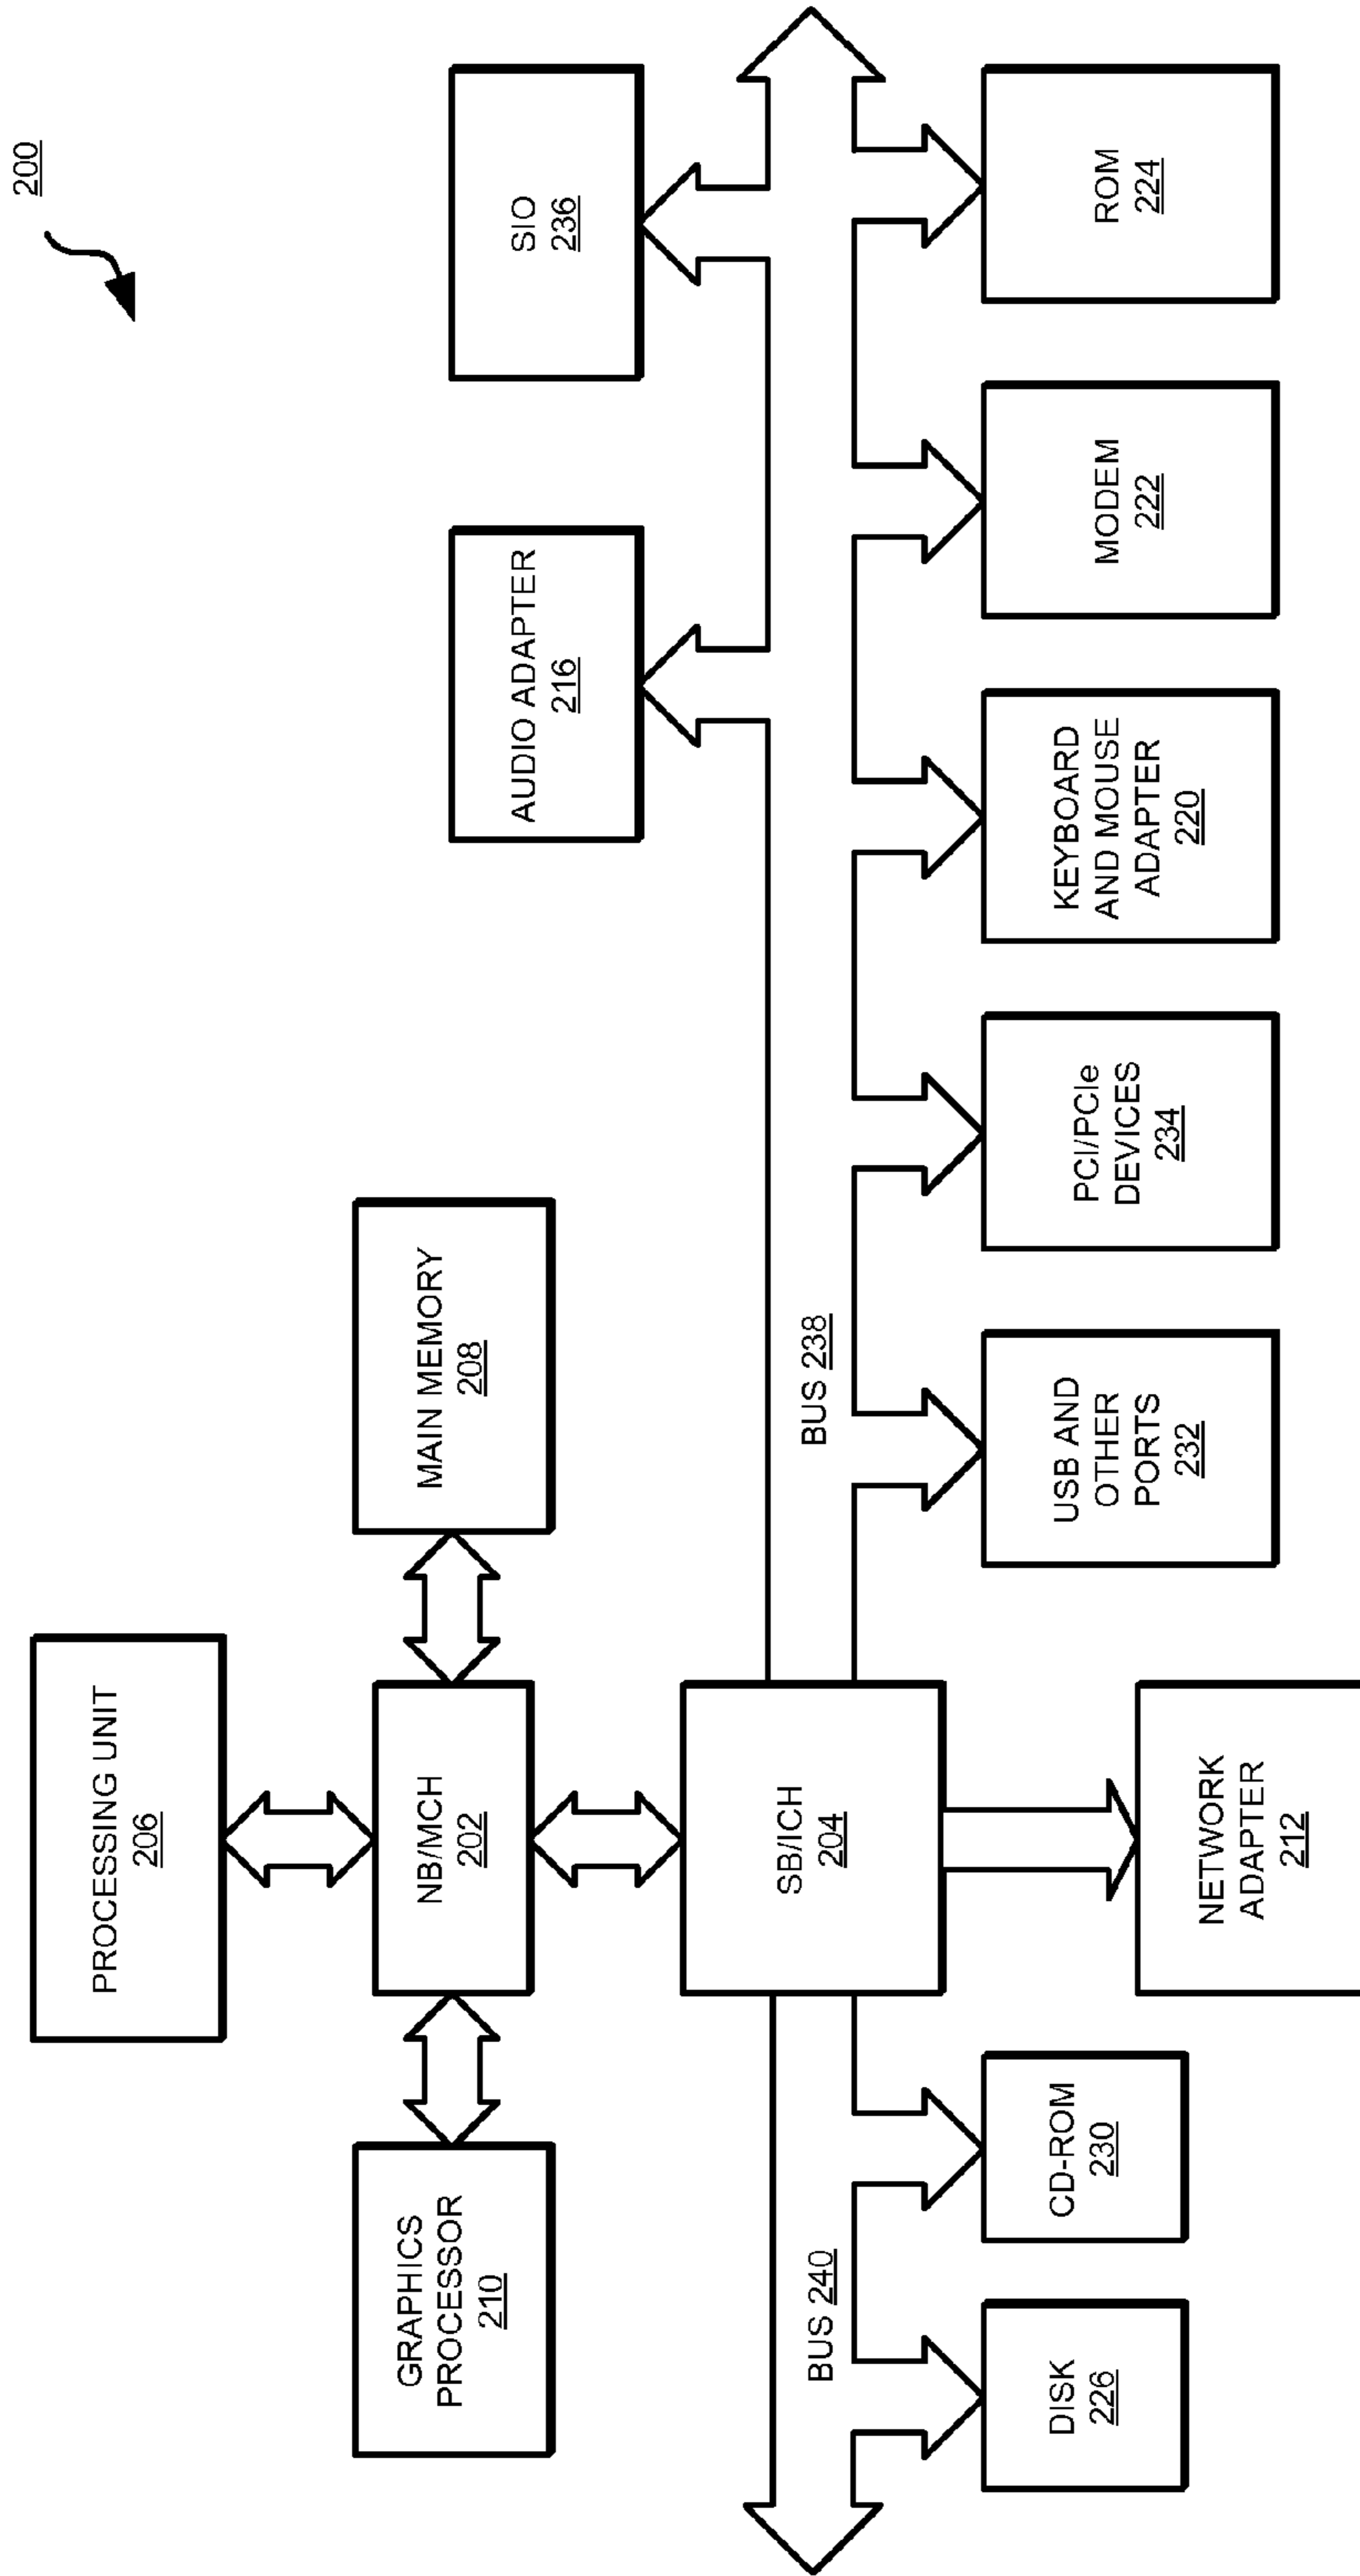 200
PROCESSING UNIT
206
GRAPHICS
PROCESSOR
210
NB/MCH
202
MAIN MEMORY
208
AUDIO ADAPTER
216
SIO
236
SB/ICH
204
BUS 240
BUS 238
DISK
226
CD-ROM
230
USB AND
OTHER
PORTS
232
PCI/PCIe
DEVICES
234
KEYBOARD
AND MOUSE
ADAPTER
220
MODEM
222
ROM
224
NETWORK
ADAPTER
212